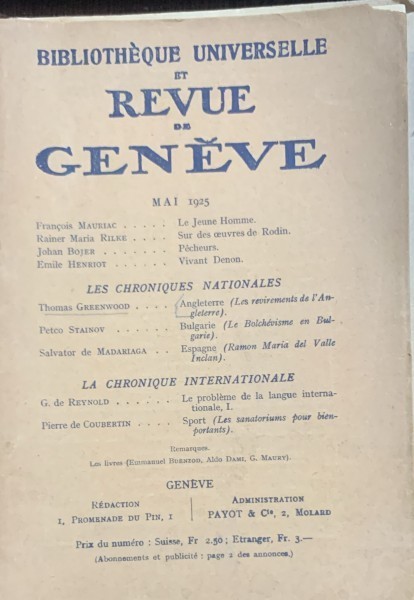 BIBLIOTHÈQUE UNIVERSELLE
ET
REVUE
DE
GENÈVE
MAI 1925
François MAURIAC . . . . . Le Jeune Homme.
Rainer Maria RILKE . . . . Sur des œuvres de Rodin.
Johan BOJER . . . . . . . Pêcheurs.
Emile HENRIOT . . . . . . Vivant Denon.
LES CHRONIQUES NATIONALES
Thomas GREENWOOD . . . . Angleterre (Les revirements de l'An-
gleterre).
Petco STAINOV . . . . . . Bulgarie (Le Bolchévisme en Bul-
garie).
Salvator de MADARIAGA . . Espagne (Ramon Maria del Valle
Inclan).
LA CHRONIQUE INTERNATIONALE
G. de REYNOLD . . . . . . Le problème de la langue interna-
tionale, I.
Pierre de COUBERTIN . . . . Sport (Les sanatoriums pour bien-
portants).
Remarques.
Les livres (Emmanuel BUENZOD, Aldo DAMI, G. MAURY).
GENÈVE
RÉDACTION
1, PROMENADE DU PIN, 1
ADMINISTRATION
PAYOT & Cie, 2, MOLARD
Prix du numéro : Suisse, Fr 2.50 ; Etranger, Fr. 3.—
(Abonnements et publicité : page 2 des annonces.)